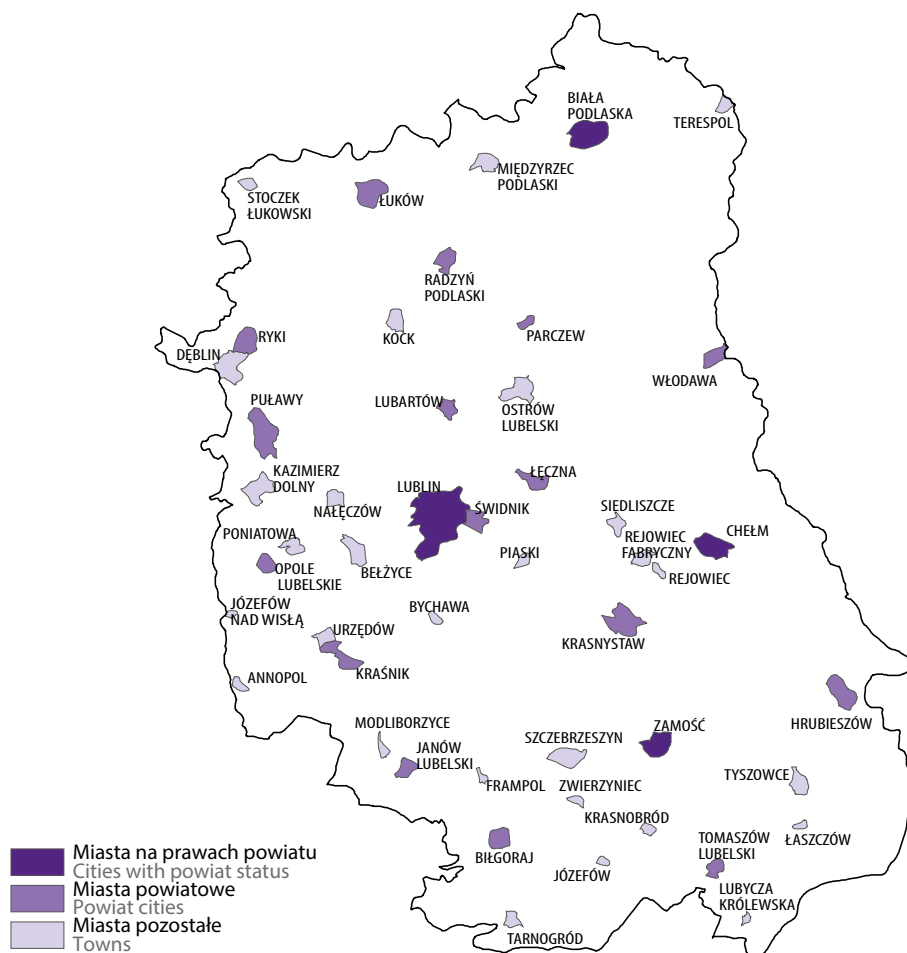 BIAŁA
PODLASKA
TERESPOL
MIĘDZYRZEC
PODLASKI
STOCZEK
ŁUKOWSKI
ŁUKÓW
RADZYŃ
PODLASKI
RYKI
KOCK
PARCZEW
DĘBLIN
WŁODAWA
PUŁAWY
LUBARTÓW
OSTRÓW
LUBELSKI
KAZIMIERZ
DOLNY
LUBLIN
ŁĘCZNA
NAŁĘCZÓW
ŚWIDNIK
SIEDLISZCZE
PONIATOWA
REJOWIEC
FABRYCZNY
CHEŁM
OPOLE
LUBELSKIE
BEŁŻYCE
PIASKI
REJOWIEC
JÓZEFÓW
NAD WISŁĄ
BYCHAWA
URZĘDÓW
KRASNYSTAW
KRAŚNIK
ANNOPOL
HRUBIESZÓW
MODLIBORZYCE
SZCZEBRZESZYN
ZAMOŚĆ
JANÓW
LUBELSKI
FRAMPOL
ZWIERZYNIEC
TYSZOWCE
KRASNOBRÓD
ŁASZCZÓW
BIŁGORAJ
TOMASZÓW
LUBELSKI
JÓZEFÓW
LUBYCZA
KRÓLEWSKA
TARNOGRÓD
Miasta na prawach powiatu
Cities with powiat status
Miasta powiatowe
Powiat cities
Miasta pozostałe
Towns